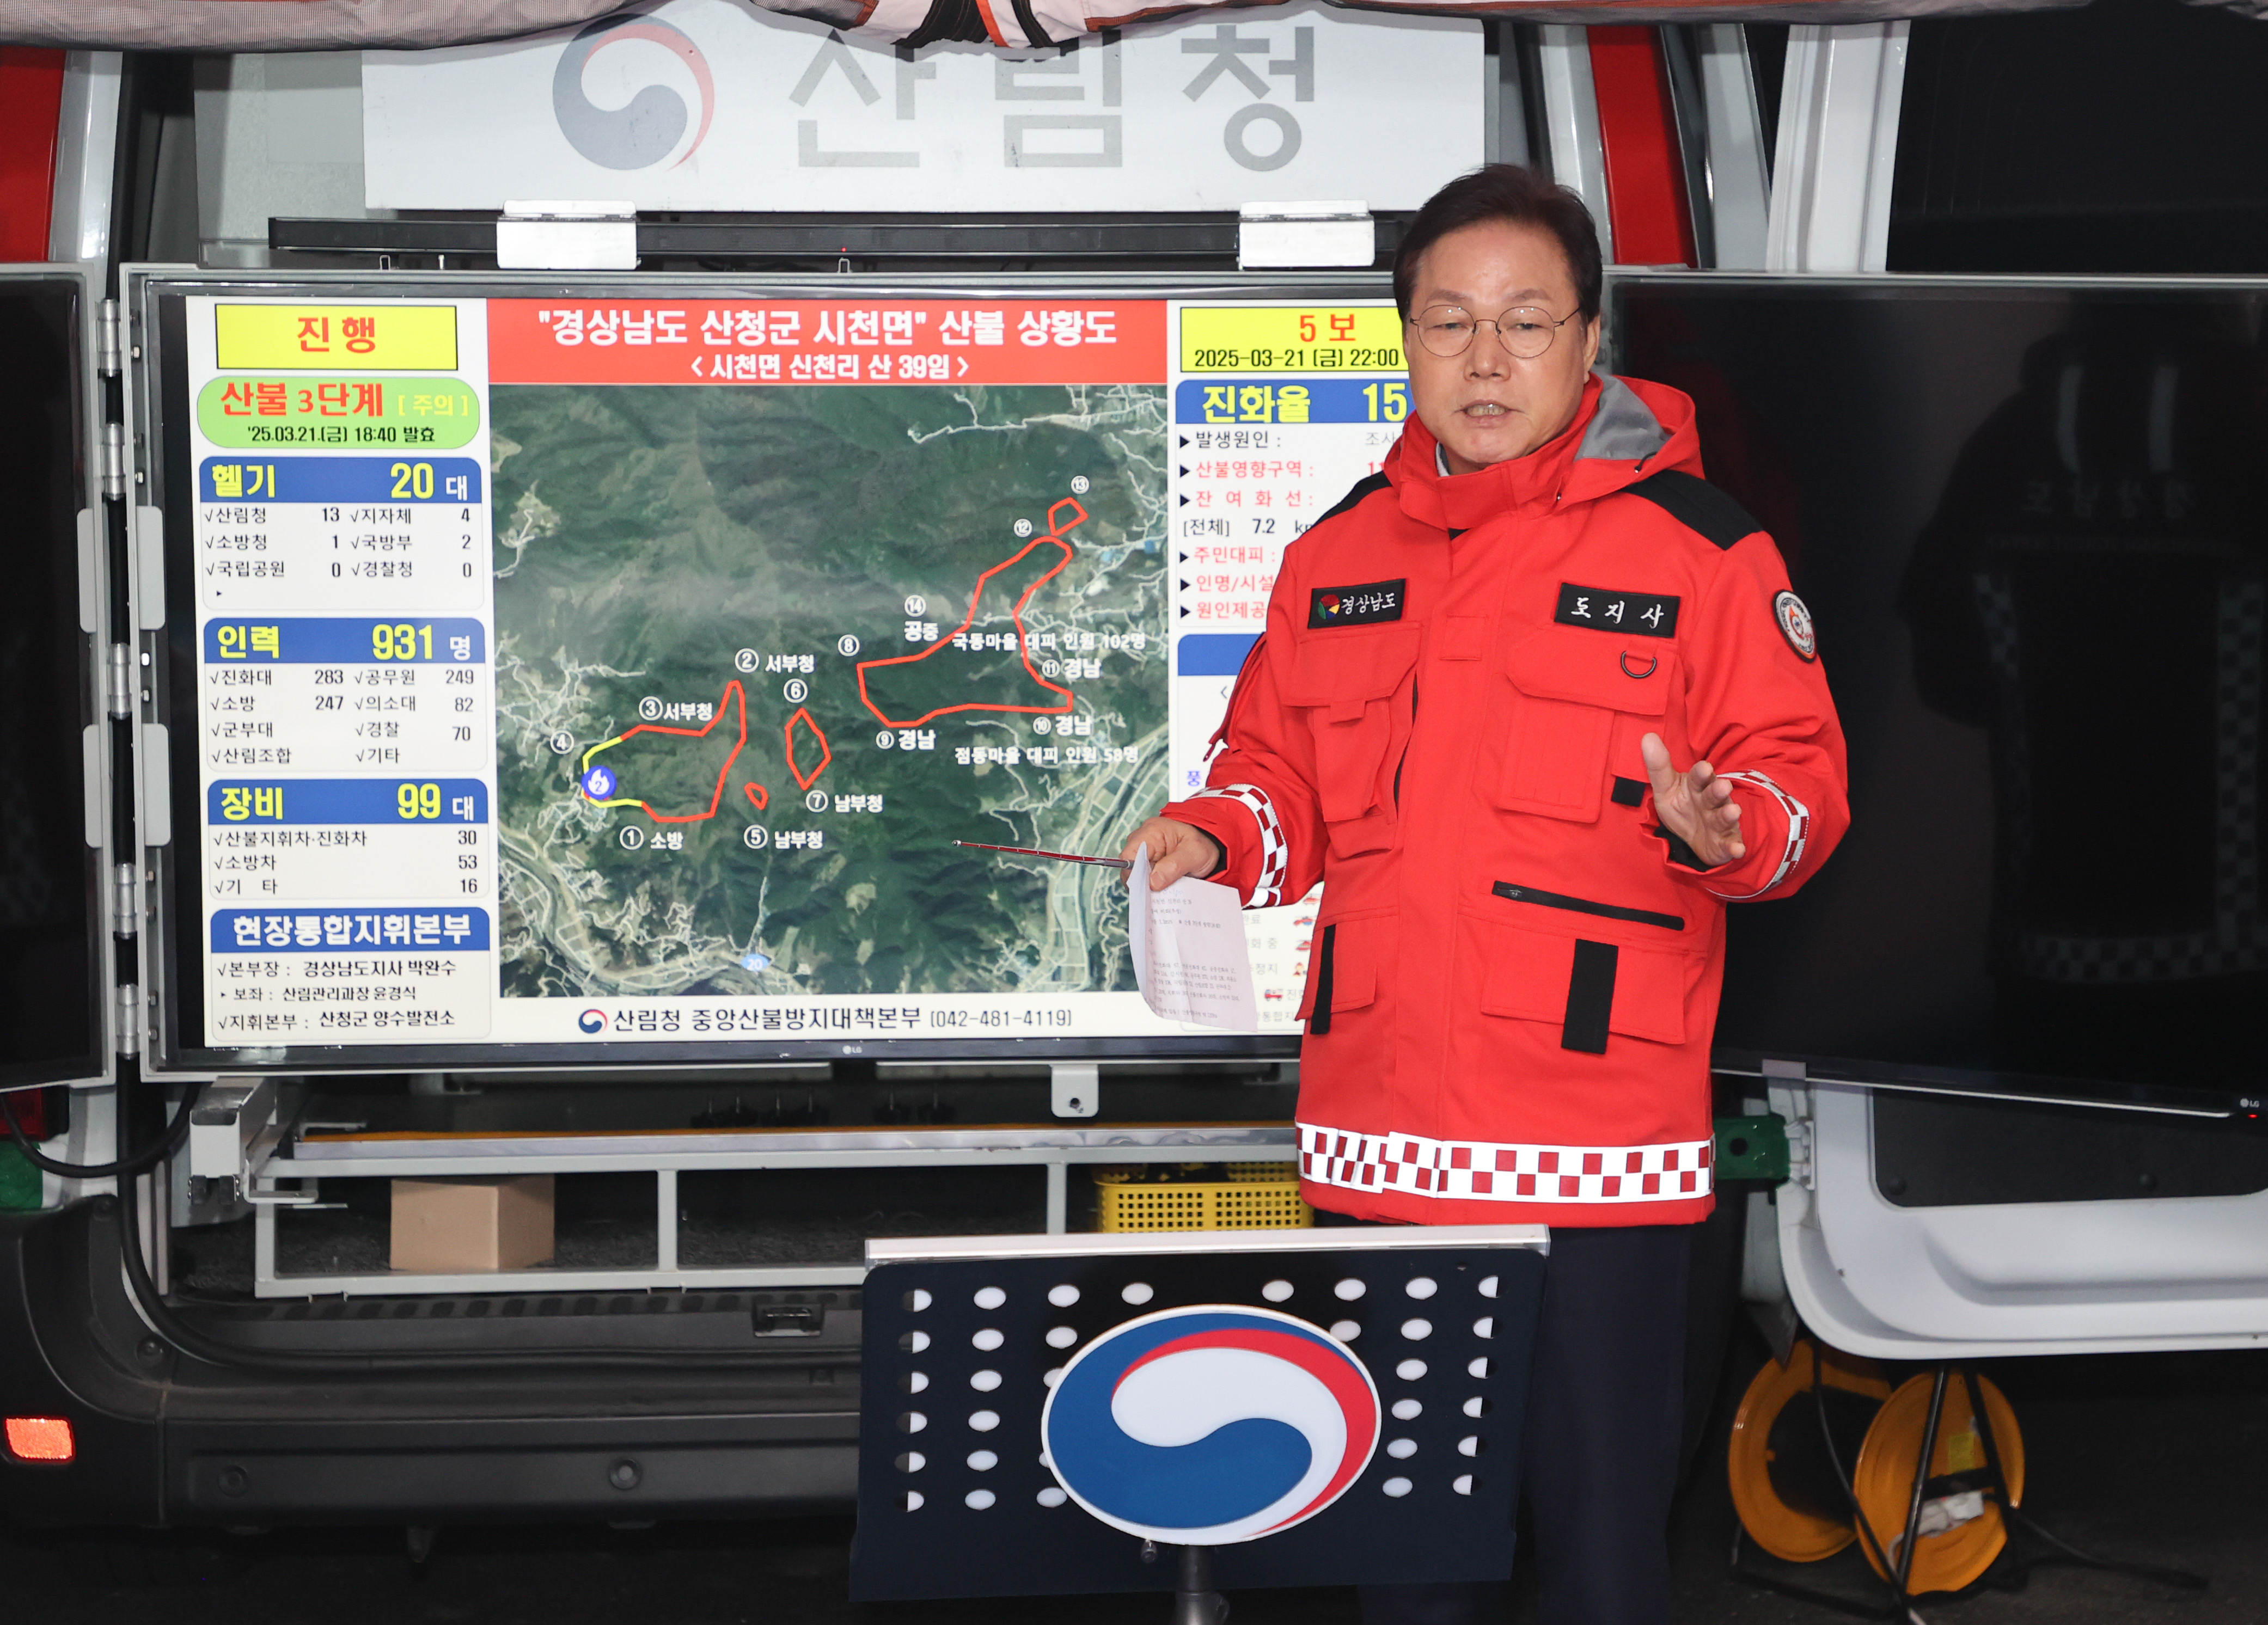 산림청
진 행
산불 3단계 [ 주의 ]
'25.03.21.(금) 18:40 발효
헬기 20 대
√산림청 13 √지자체 4
√소방청 1 √국방부 2
√국립공원 0 √경찰청 0
인력 931 명
√진화대 283 √공무원 249
√소방 247 √의소대 82
√군부대 √경찰 70
√산림조합 √기타
장비 99 대
√산불지휘차·진화차 30
√소방차 53
√기 타 16
현장통합지휘본부
√본부장 : 경상남도지사 박완수
▸보좌 : 산림관리과장 윤경식
√지휘본부 : 산청군 양수발전소
"경상남도 산청군 시천면" 산불 상황도
< 시천면 신천리 산 39임 >
⑬
⑫
⑭
공중
국동마을 대피 인원 102명
⑧
⑪ 경남
② 서부청
⑥
③ 서부청
⑩ 경남
④
⑨ 경남
점동마을 대피 인원 58명
2
⑦ 남부청
① 소방
⑤ 남부청
20
산림청 중앙산불방지대책본부 (042-481-4119)
LG
5 보
2025-03-21 (금) 22:00
진화율 15
▶발생원인 : 조사
▶산불영향구역 : 11
▶잔 여 화 선 :
[전체] 7.2
▶주민대피 :
▶인명/시설
▶원인제공
경상남도
도지사
LG